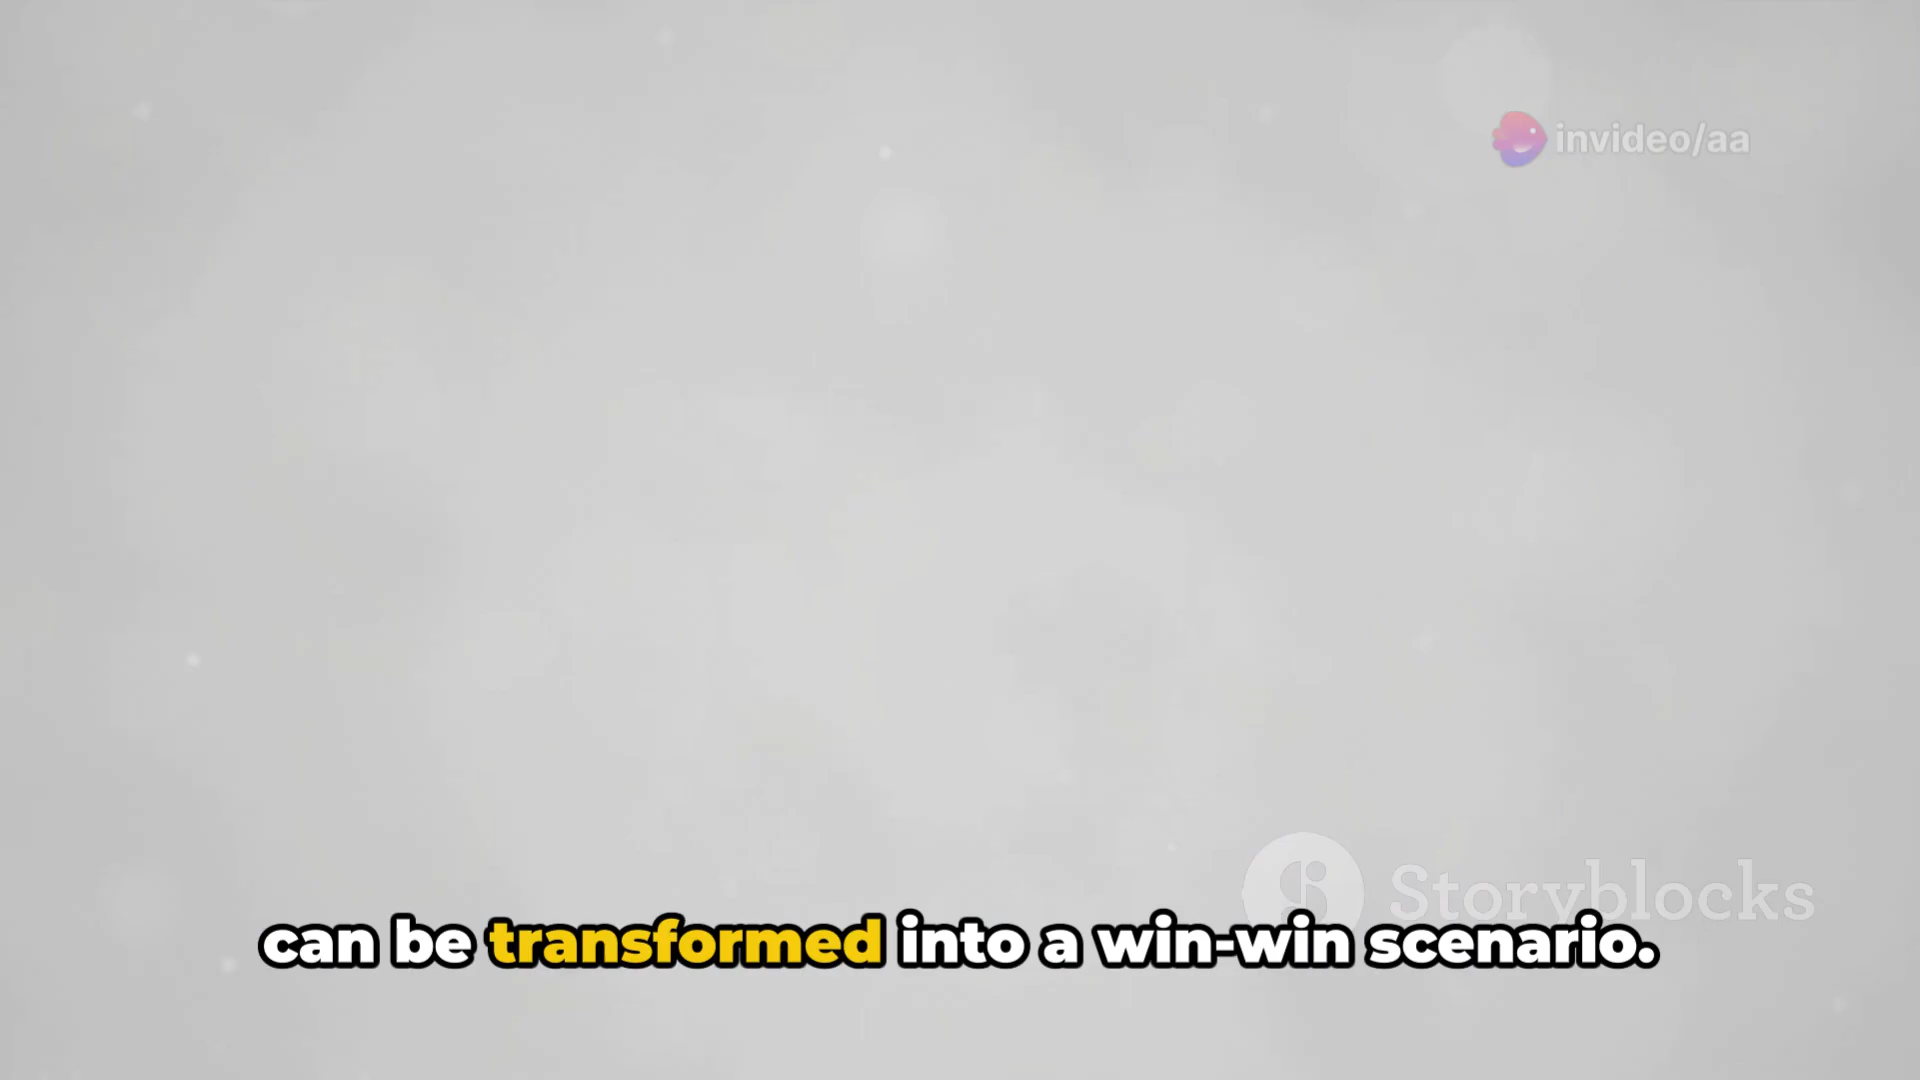 invideo/aa
Storyblocks
can be transformed into a win-win scenario.